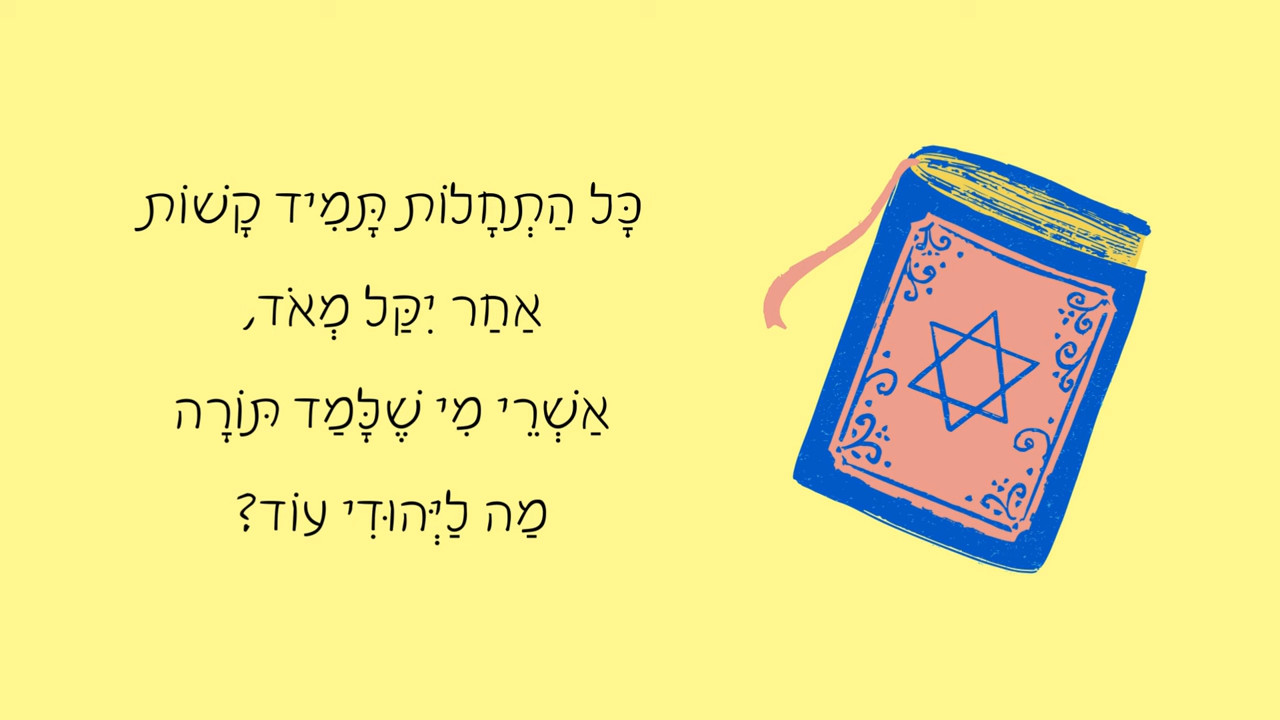 כָּל הַתְחָלוֹת תָּמִיד קָשׁוֹת
אַחַר יִקַּל מְאֹד,
אַשְׁרֵי מִי שֶׁלָּמַד תּוֹרָה
מַה לַיְּהוּדִי עוֹד?